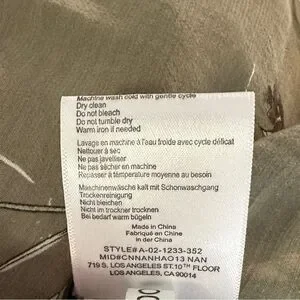 Machine wash cold with gentle cycle
Dry clean
Do not bleach
Do not tumble dry
Warm iron if needed
Lavage en machine à l'eau froide avec cycle délicat
Nettouer à sec
Ne pas javelliser
Ne pas sécher en machine
Repasser à température moyenne au besoin
Maschinenwäsche kalt mit Schonwaschgang
Trockenreinigung
Nicht bleichen
Nicht im trockner trocknen
Bei bedarf warm bügeln
Made in China
Fabriqué en Chine
in der China
STYLE# A-02-1233-352
MID#CNNANHAO13 NAN
719 S. LOS ANGELES ST.10™ FLOOR
LOS ANGELES, CA 90014